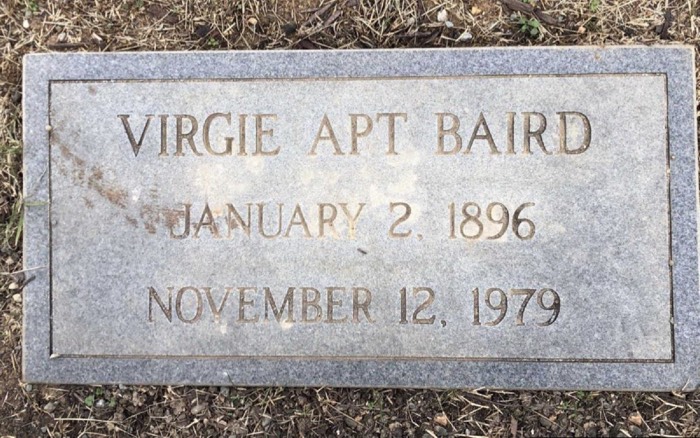 VIRGIE APT BAIRD
JANUARY 2, 1896
NOVEMBER 12, 1979